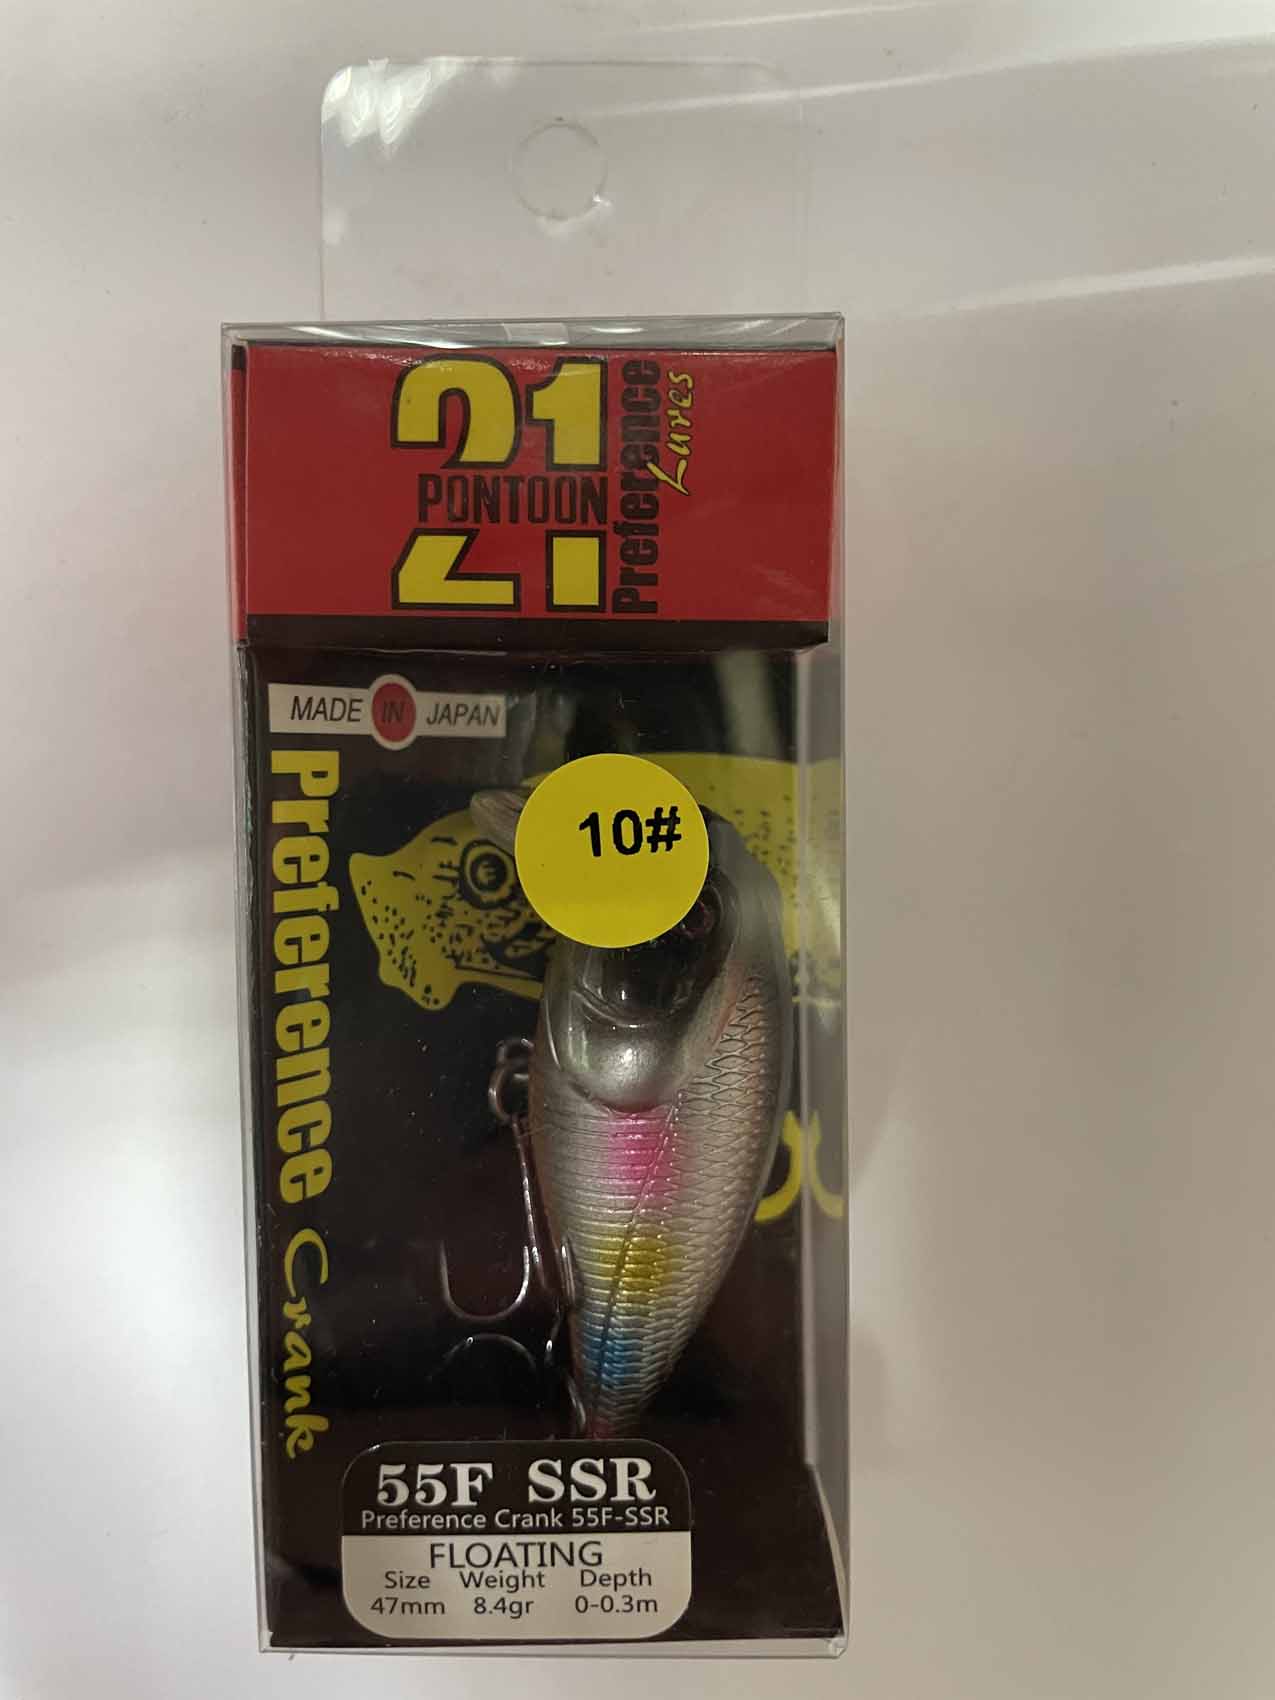 21
PONTOON
Preference
Lures
MADE IN JAPAN
10#
Preference Crank
55F SSR
Preference Crank 55F-SSR
FLOATING
Size Weight Depth
47mm 8.4gr 0-0.3m